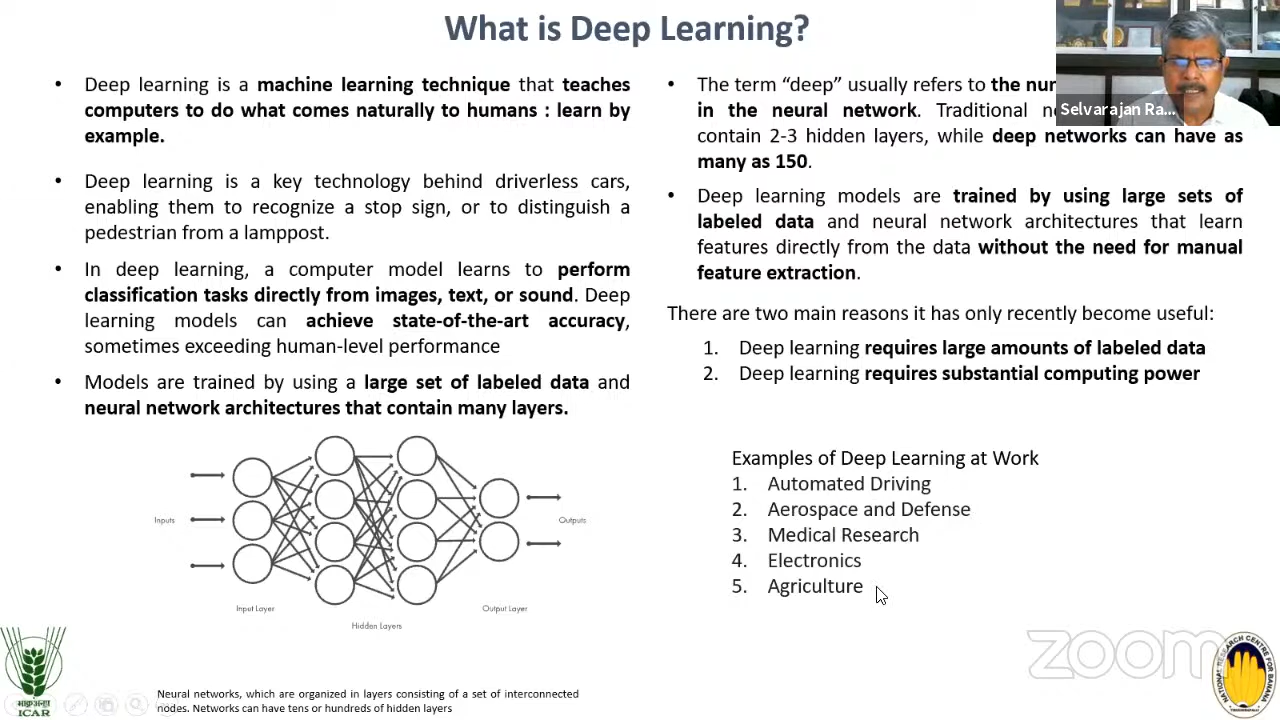 What is Deep Learning?
• Deep learning is a machine learning technique that teaches
computers to do what comes naturally to humans : learn by
example.
• Deep learning is a key technology behind driverless cars,
enabling them to recognize a stop sign, or to distinguish a
pedestrian from a lamppost.
• In deep learning, a computer model learns to perform
classification tasks directly from images, text, or sound. Deep
learning models can achieve state-of-the-art accuracy,
sometimes exceeding human-level performance
• Models are trained by using a large set of labeled data and
neural network architectures that contain many layers.
Inputs
Outputs
Input Layer
Output Layer
Hidden Layers
Neural networks, which are organized in layers consisting of a set of interconnected
nodes. Networks can have tens or hundreds of hidden layers
• The term “deep” usually refers to the
in the neural network. Traditional
contain 2-3 hidden layers, while deep networks can have as
many as 150.
• Deep learning models are trained by using large sets of
labeled data and neural network architectures that learn
features directly from the data without the need for manual
feature extraction.
There are two main reasons it has only recently become useful:
1. Deep learning requires large amounts of labeled data
2. Deep learning requires substantial computing power
Examples of Deep Learning at Work
1. Automated Driving
2. Aerospace and Defense
3. Medical Research
4. Electronics
5. Agriculture
Selvarajan Ra...
zoom
ICAR
NATIONAL RESEARCH CENTRE FOR BANANA